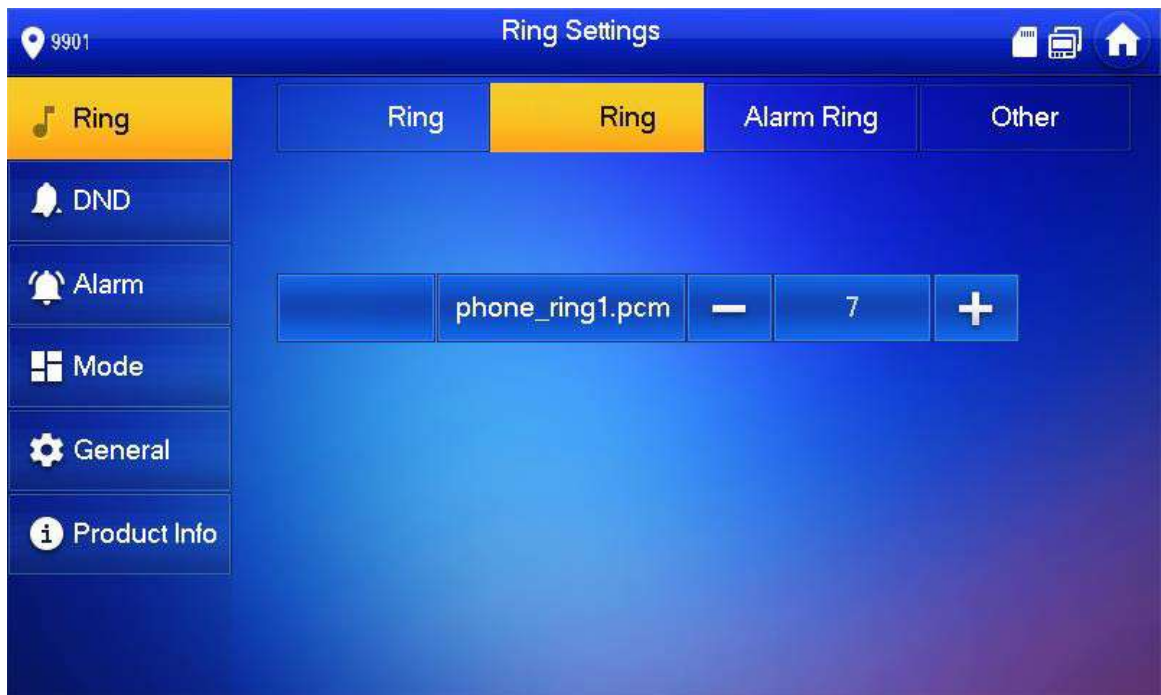 9901
Ring Settings
Ring
Ring
Ring
Alarm Ring
Other
DND
Alarm
phone_ring1.pcm
7
Mode
General
Product Info